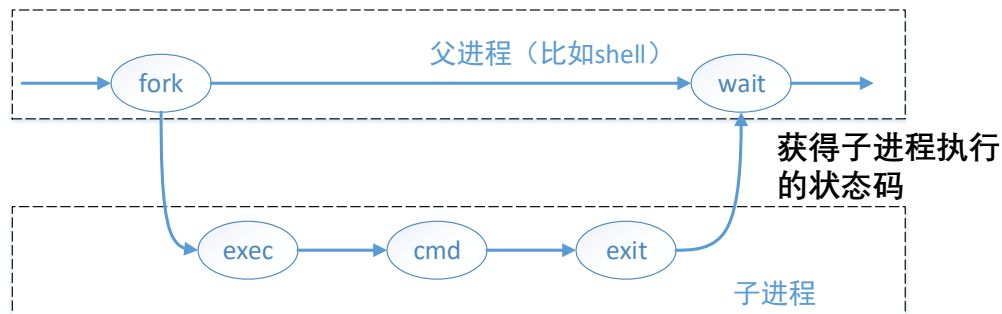 父进程（比如shell）
fork
wait
获得子进程执行
的状态码
exec
cmd
exit
子进程